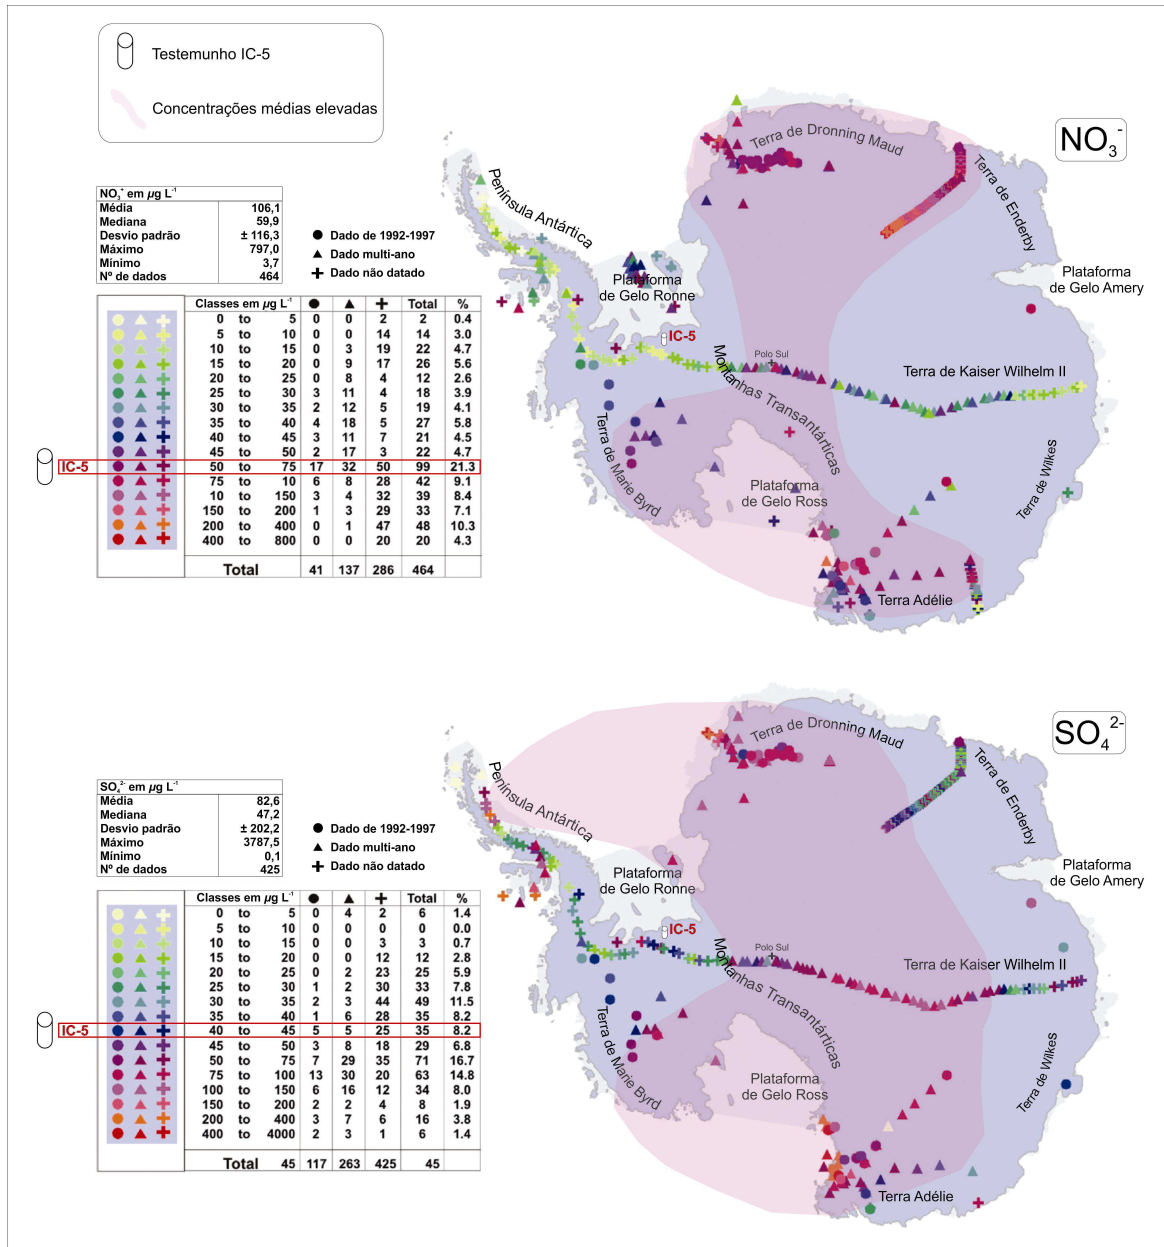 Testemunho IC-5
Concentrações médias elevadas
NO₃⁻
Terra de Dronning Maud
Terra de Enderby
Península Antártica
Plataforma
de Gelo Ronne
Plataforma
de Gelo Amery
IC-5
Polo Sul
Terra de Kaiser Wilhelm II
Montanhas Transantárticas
Terra de Marie Byrd
Plataforma
de Gelo Ross
Terra de Wilkes
Terra Adélie
NO₃⁺ em µg L⁻¹
Média 106,1
Mediana 59,9
Desvio padrão ± 116,3
Máximo 797,0
Mínimo 3,7
Nº de dados 464
Dado de 1992-1997
Dado multi-ano
Dado não datado
Classes em µg L⁻¹ Total %
0 to 5 0 0 2 2 0.4
5 to 10 0 0 14 14 3.0
10 to 15 0 3 19 22 4.7
15 to 20 0 9 17 26 5.6
20 to 25 0 8 4 12 2.6
25 to 30 3 11 4 18 3.9
30 to 35 2 12 5 19 4.1
35 to 40 4 18 5 27 5.8
40 to 45 3 11 7 21 4.5
45 to 50 2 17 3 22 4.7
IC-5 50 to 75 17 32 50 99 21.3
75 to 10 6 8 28 42 9.1
10 to 150 3 4 32 39 8.4
150 to 200 1 3 29 33 7.1
200 to 400 0 1 47 48 10.3
400 to 800 0 0 20 20 4.3
Total 41 137 286 464
SO₄²⁻
Terra de Dronning Maud
Terra de Enderby
Península Antártica
Plataforma
de Gelo Ronne
Plataforma
de Gelo Amery
IC-5
Polo Sul
Terra de Kaiser Wilhelm II
Montanhas Transantárticas
Terra de Marie Byrd
Plataforma
de Gelo Ross
Terra de Wilkes
Terra Adélie
SO₄²⁻ em µg L⁻¹
Média 82,6
Mediana 47,2
Desvio padrão ± 202,2
Máximo 3787,5
Mínimo 0,1
Nº de dados 425
Dado de 1992-1997
Dado multi-ano
Dado não datado
Classes em µg L⁻¹ Total %
0 to 5 0 4 2 6 1.4
5 to 10 0 0 0 0 0.0
10 to 15 0 0 3 3 0.7
15 to 20 0 0 12 12 2.8
20 to 25 0 2 23 25 5.9
25 to 30 1 2 30 33 7.8
30 to 35 2 3 44 49 11.5
35 to 40 1 6 28 35 8.2
IC-5 40 to 45 5 5 25 35 8.2
45 to 50 3 8 18 29 6.8
50 to 75 7 29 35 71 16.7
75 to 100 13 30 20 63 14.8
100 to 150 6 16 12 34 8.0
150 to 200 2 2 4 8 1.9
200 to 400 3 7 6 16 3.8
400 to 4000 2 3 1 6 1.4
Total 45 117 263 425 45